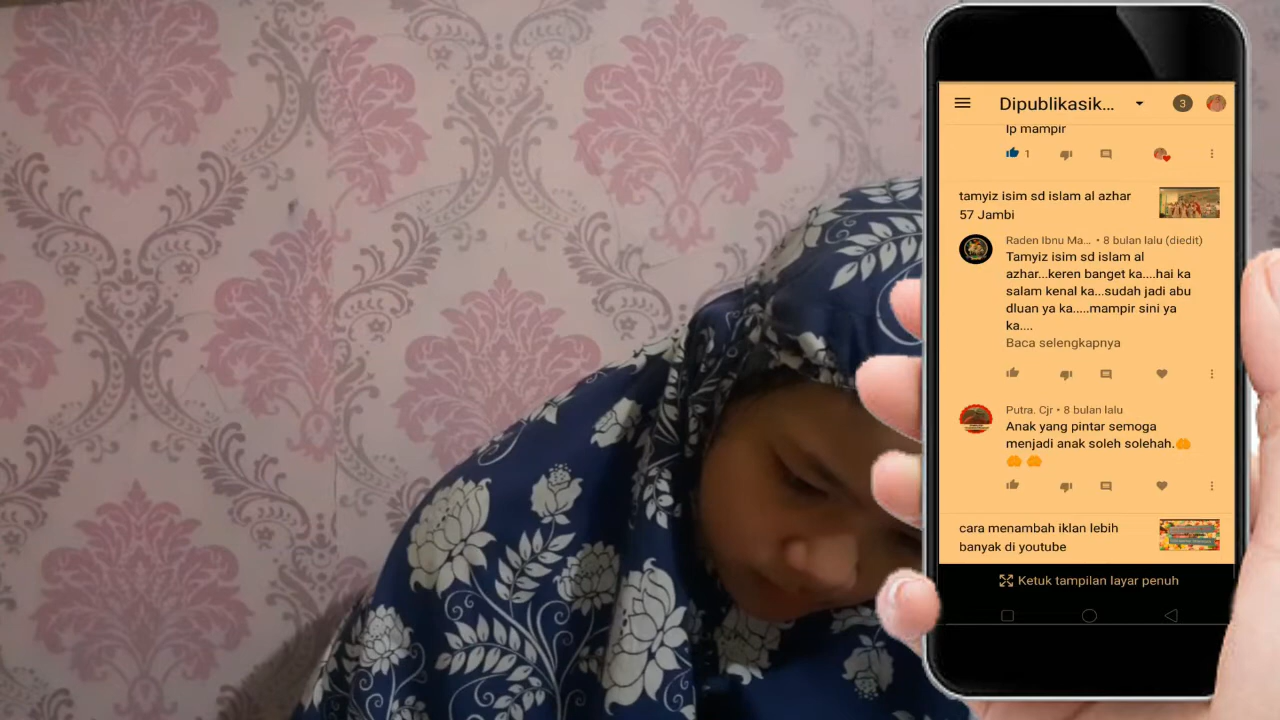 Dipublikasik...
3
lp mampir
1
tamyiz isim sd islam al azhar
57 Jambi
Raden Ibnu Ma... • 8 bulan lalu (diedit)
Tamyiz isim sd islam al
azhar...keren banget ka....hai ka
salam kenal ka...sudah jadi abu
dluan ya ka.....mampir sini ya
ka....
Baca selengkapnya
Putra. Cjr • 8 bulan lalu
Anak yang pintar semoga
menjadi anak soleh solehah.🤲
🤲 🤲
cara menambah iklan lebih
banyak di youtube
Ketuk tampilan layar penuh